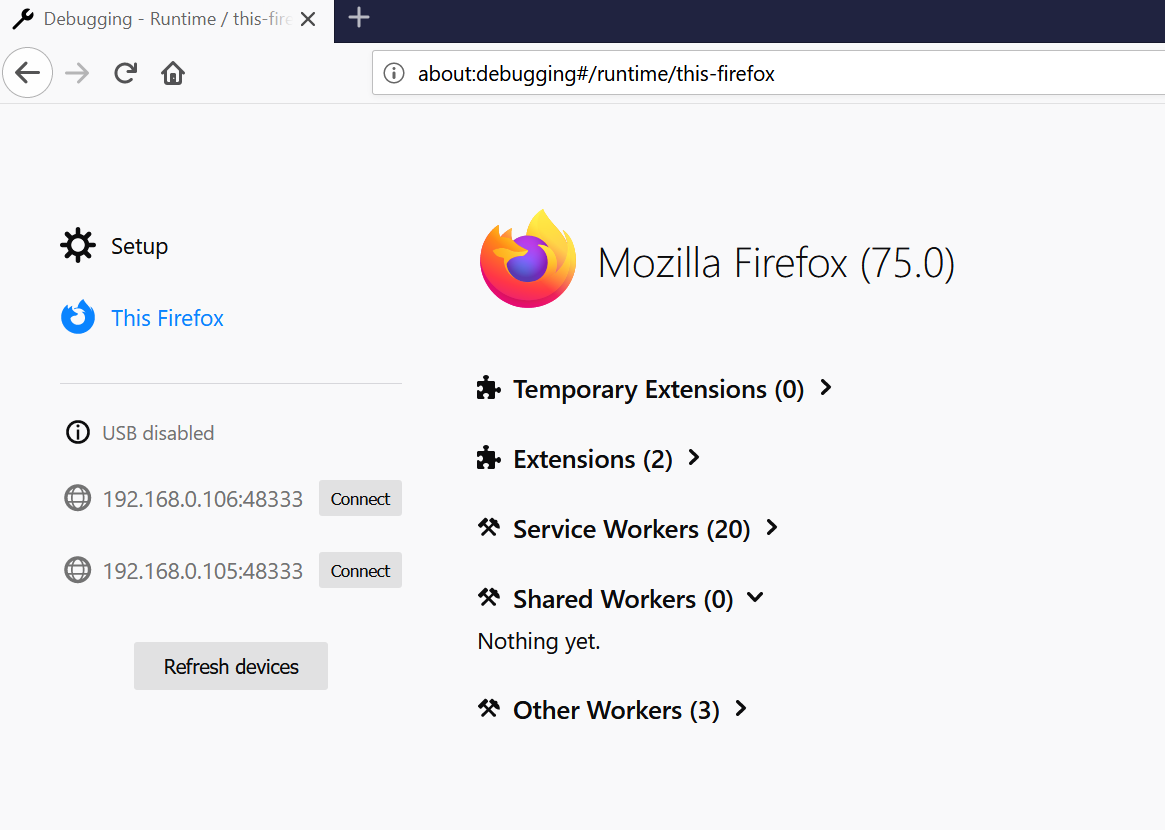 Debugging - Runtime / this-fire
about:debugging#/runtime/this-firefox
Setup
This Firefox
USB disabled
192.168.0.106:48333 Connect
192.168.0.105:48333 Connect
Refresh devices
Mozilla Firefox (75.0)
Temporary Extensions (0)
Extensions (2)
Service Workers (20)
Shared Workers (0)
Nothing yet.
Other Workers (3)